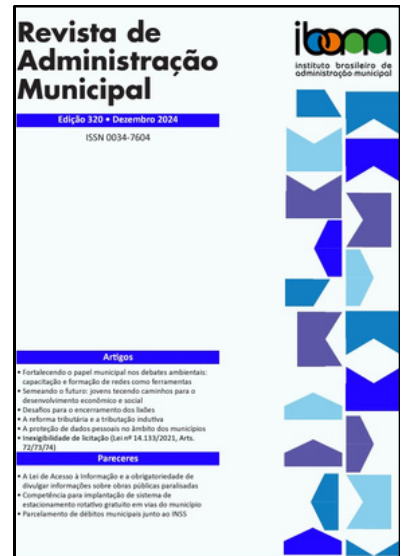 Revista de
Administração
Municipal
ibam
instituto brasileiro de
administração municipal
Edição 320 • Dezembro 2024
ISSN 0034-7604
Artigos
• Fortalecendo o papel municipal nos debates ambientais:
capacitação e formação de redes como ferramentas
• Semeando o futuro: jovens tecendo caminhos para o
desenvolvimento econômico e social
• Desafios para o encerramento dos lixões
• A reforma tributária e a tributação indutiva
• A proteção de dados pessoais no âmbito dos municípios
• Inexigibilidade de licitação (Lei nº 14.133/2021, Arts.
72/73/74)
Pareceres
• A Lei de Acesso à Informação e a obrigatoriedade de
divulgar informações sobre obras públicas paralisadas
• Competência para implantação de sistema de
estacionamento rotativo gratuito em vias do município
• Parcelamento de débitos municipais junto ao INSS